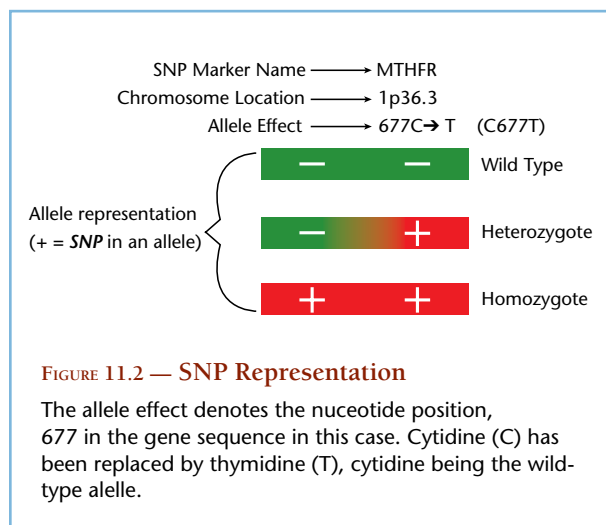 SNP Marker Name → MTHFR
Chromosome Location → 1p36.3
Allele Effect → 677C➔ T (C677T)
− − Wild Type
Allele representation
(+ = SNP in an allele)
− + Heterozygote
+ + Homozygote
FIGURE 11.2 — SNP Representation
The allele effect denotes the nuceotide position,
677 in the gene sequence in this case. Cytidine (C) has
been replaced by thymidine (T), cytidine being the wild-
type alelle.